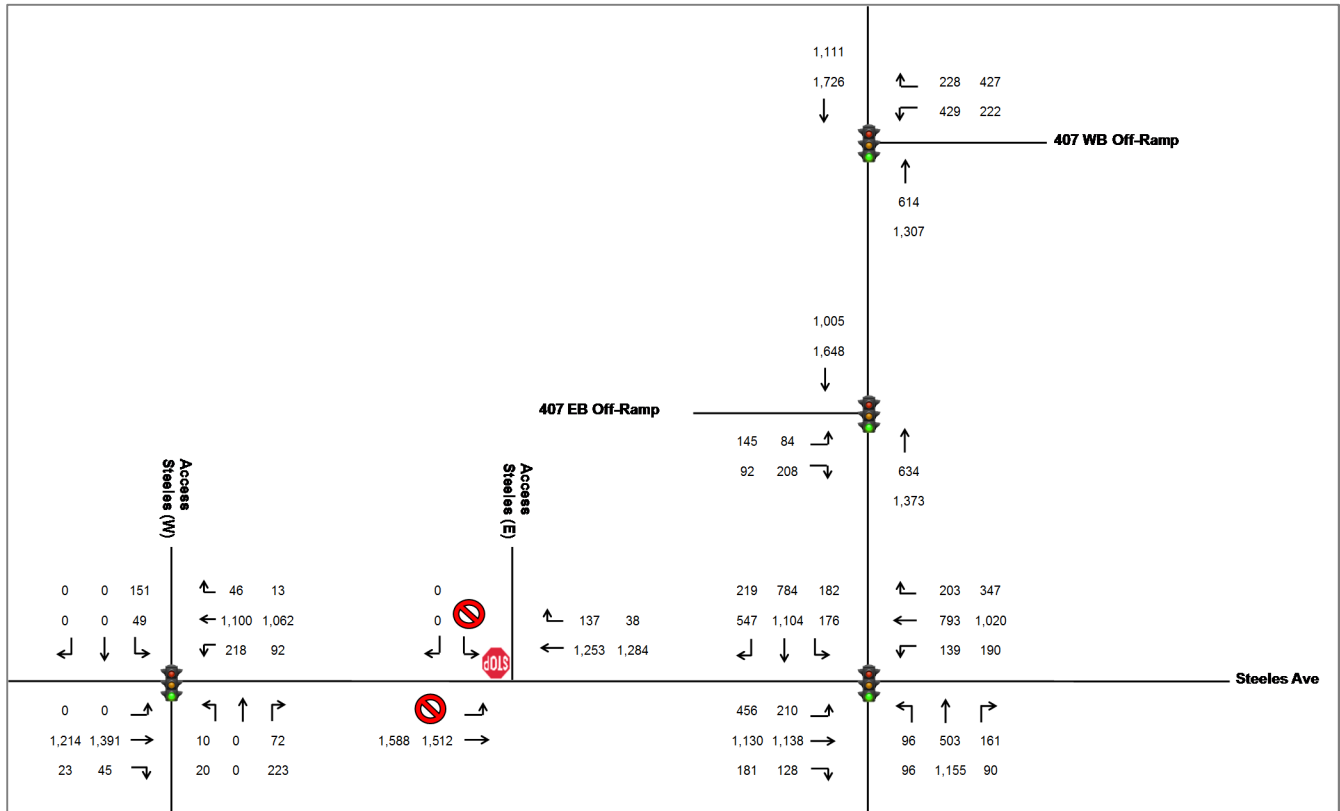 1,111
1,726
228 427
429 222
407 WB Off-Ramp
614
1,307
1,005
1,648
407 EB Off-Ramp
145 84
92 208
634
1,373
Access
Steeles (W)
Access
Steeles (E)
0 0 151 46 13 0 219 784 182 203 347
0 0 49 1,100 1,062 0 137 38 547 1,104 176 793 1,020
218 92 1,253 1,284 139 190
STOP
Steeles Ave
0 0 456 210
1,214 1,391 10 0 72 1,588 1,512 1,130 1,138 96 503 161
23 45 20 0 223 181 128 96 1,155 90